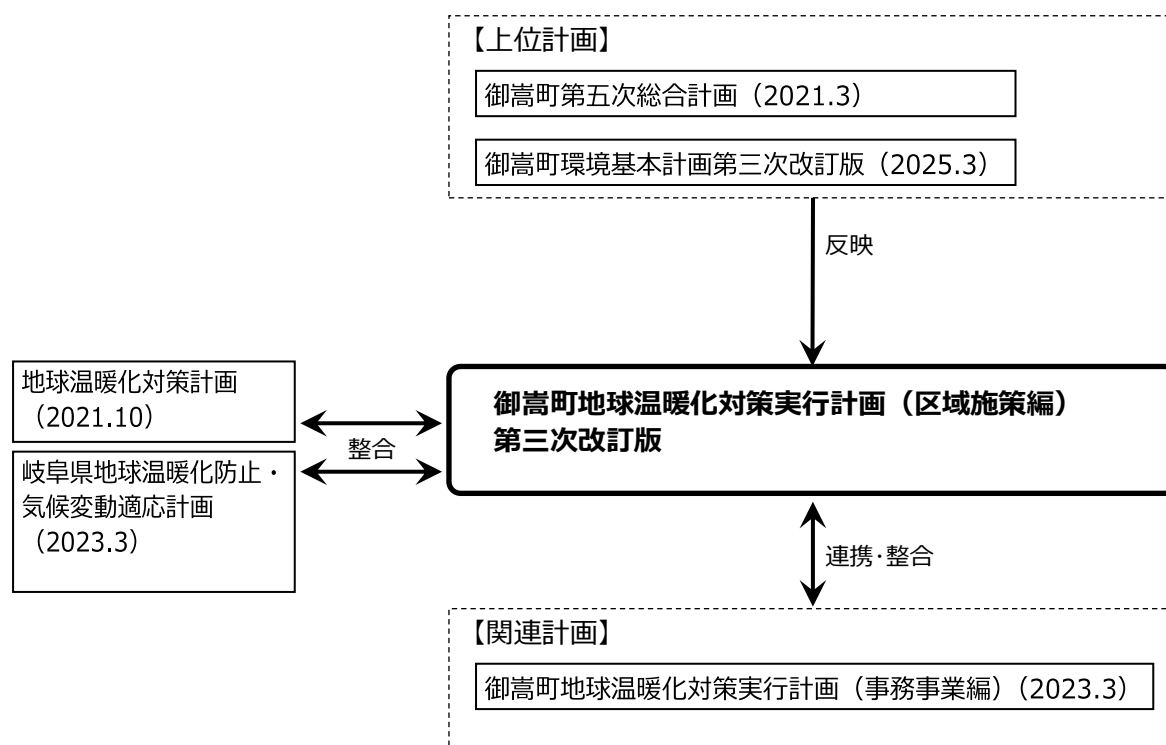 【上位計画】
御嵩町第五次総合計画（2021.3）
御嵩町環境基本計画第三次改訂版（2025.3）
反映
地球温暖化対策計画
（2021.10）
整合
岐阜県地球温暖化防止・
気候変動適応計画
（2023.3）
御嵩町地球温暖化対策実行計画（区域施策編）
第三次改訂版
連携・整合
【関連計画】
御嵩町地球温暖化対策実行計画（事務事業編）（2023.3）